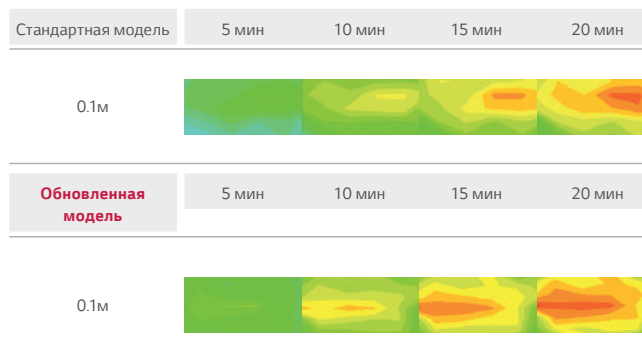 Стандартная модель 5 мин 10 мин 15 мин 20 мин
0.1м
Обновленная
модель
5 мин 10 мин 15 мин 20 мин
0.1м